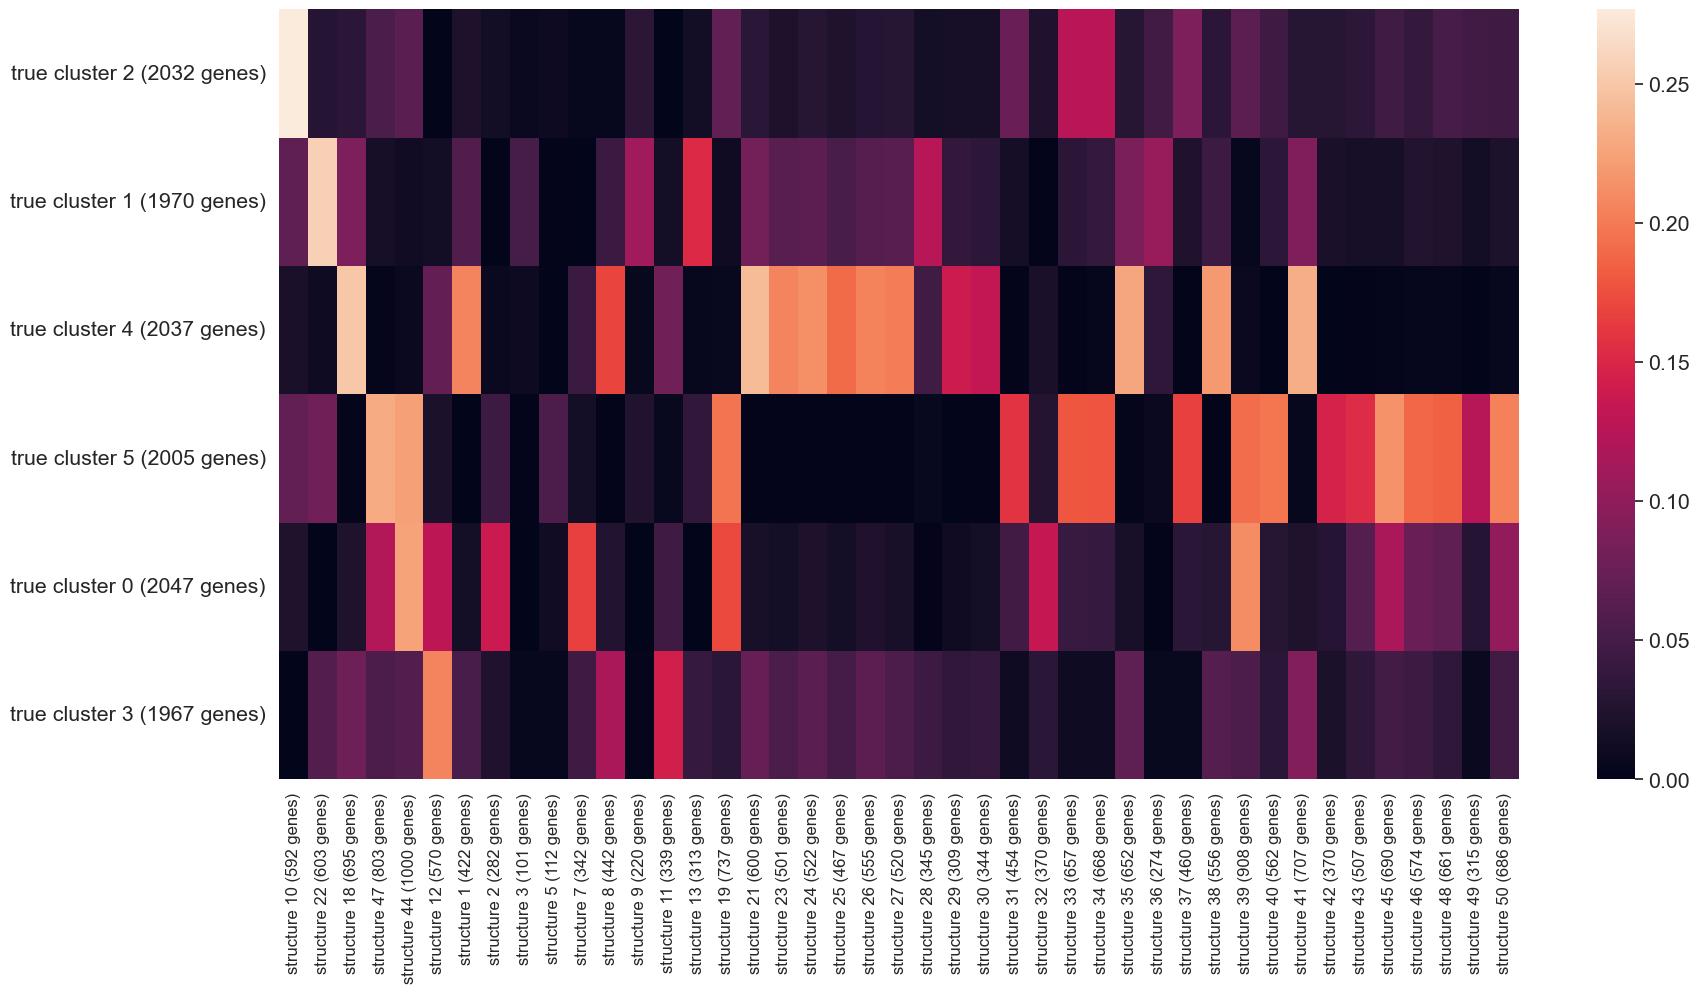 true cluster 2 (2032 genes)
true cluster 1 (1970 genes)
true cluster 4 (2037 genes)
true cluster 5 (2005 genes)
true cluster 0 (2047 genes)
true cluster 3 (1967 genes)
structure 10 (592 genes)
structure 22 (603 genes)
structure 18 (695 genes)
structure 47 (803 genes)
structure 44 (1000 genes)
structure 12 (570 genes)
structure 1 (422 genes)
structure 2 (282 genes)
structure 3 (101 genes)
structure 5 (112 genes)
structure 7 (342 genes)
structure 8 (442 genes)
structure 9 (220 genes)
structure 11 (339 genes)
structure 13 (313 genes)
structure 19 (737 genes)
structure 21 (600 genes)
structure 23 (501 genes)
structure 24 (522 genes)
structure 25 (467 genes)
structure 26 (555 genes)
structure 27 (520 genes)
structure 28 (345 genes)
structure 29 (309 genes)
structure 30 (344 genes)
structure 31 (454 genes)
structure 32 (370 genes)
structure 33 (657 genes)
structure 34 (668 genes)
structure 35 (652 genes)
structure 36 (274 genes)
structure 37 (460 genes)
structure 38 (556 genes)
structure 39 (908 genes)
structure 40 (562 genes)
structure 41 (707 genes)
structure 42 (370 genes)
structure 43 (507 genes)
structure 45 (690 genes)
structure 46 (574 genes)
structure 48 (661 genes)
structure 49 (315 genes)
structure 50 (686 genes)
0.25
0.20
0.15
0.10
0.05
0.00